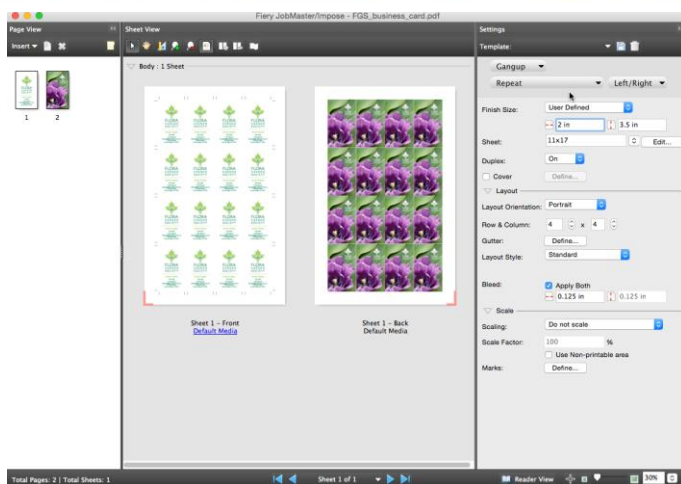 Fiery JobMaster/Impose - FGS_business_card.pdf
Page View
Sheet View
Settings
Insert
Template:
Body : 1 Sheet
Gangup
Repeat
Left/Right
Finish Size:
User Defined
2 in
3.5 in
Sheet:
11x17
Edit...
Duplex:
On
Cover
Define...
Layout
Layout Orientation:
Portrait
Row & Column:
4 x 4
Gutter:
Define...
Layout Style:
Standard
Bleed:
Apply Both
0.125 in
0.125 in
Scale
Scaling:
Do not scale
Scale Factor:
100 %
Use Non-printable area
Marks:
Define...
1
2
Sheet 1 - Front
Default Media
Sheet 1 - Back
Default Media
Total Pages: 2 | Total Sheets: 1
Sheet 1 of 1
Reader View
30%